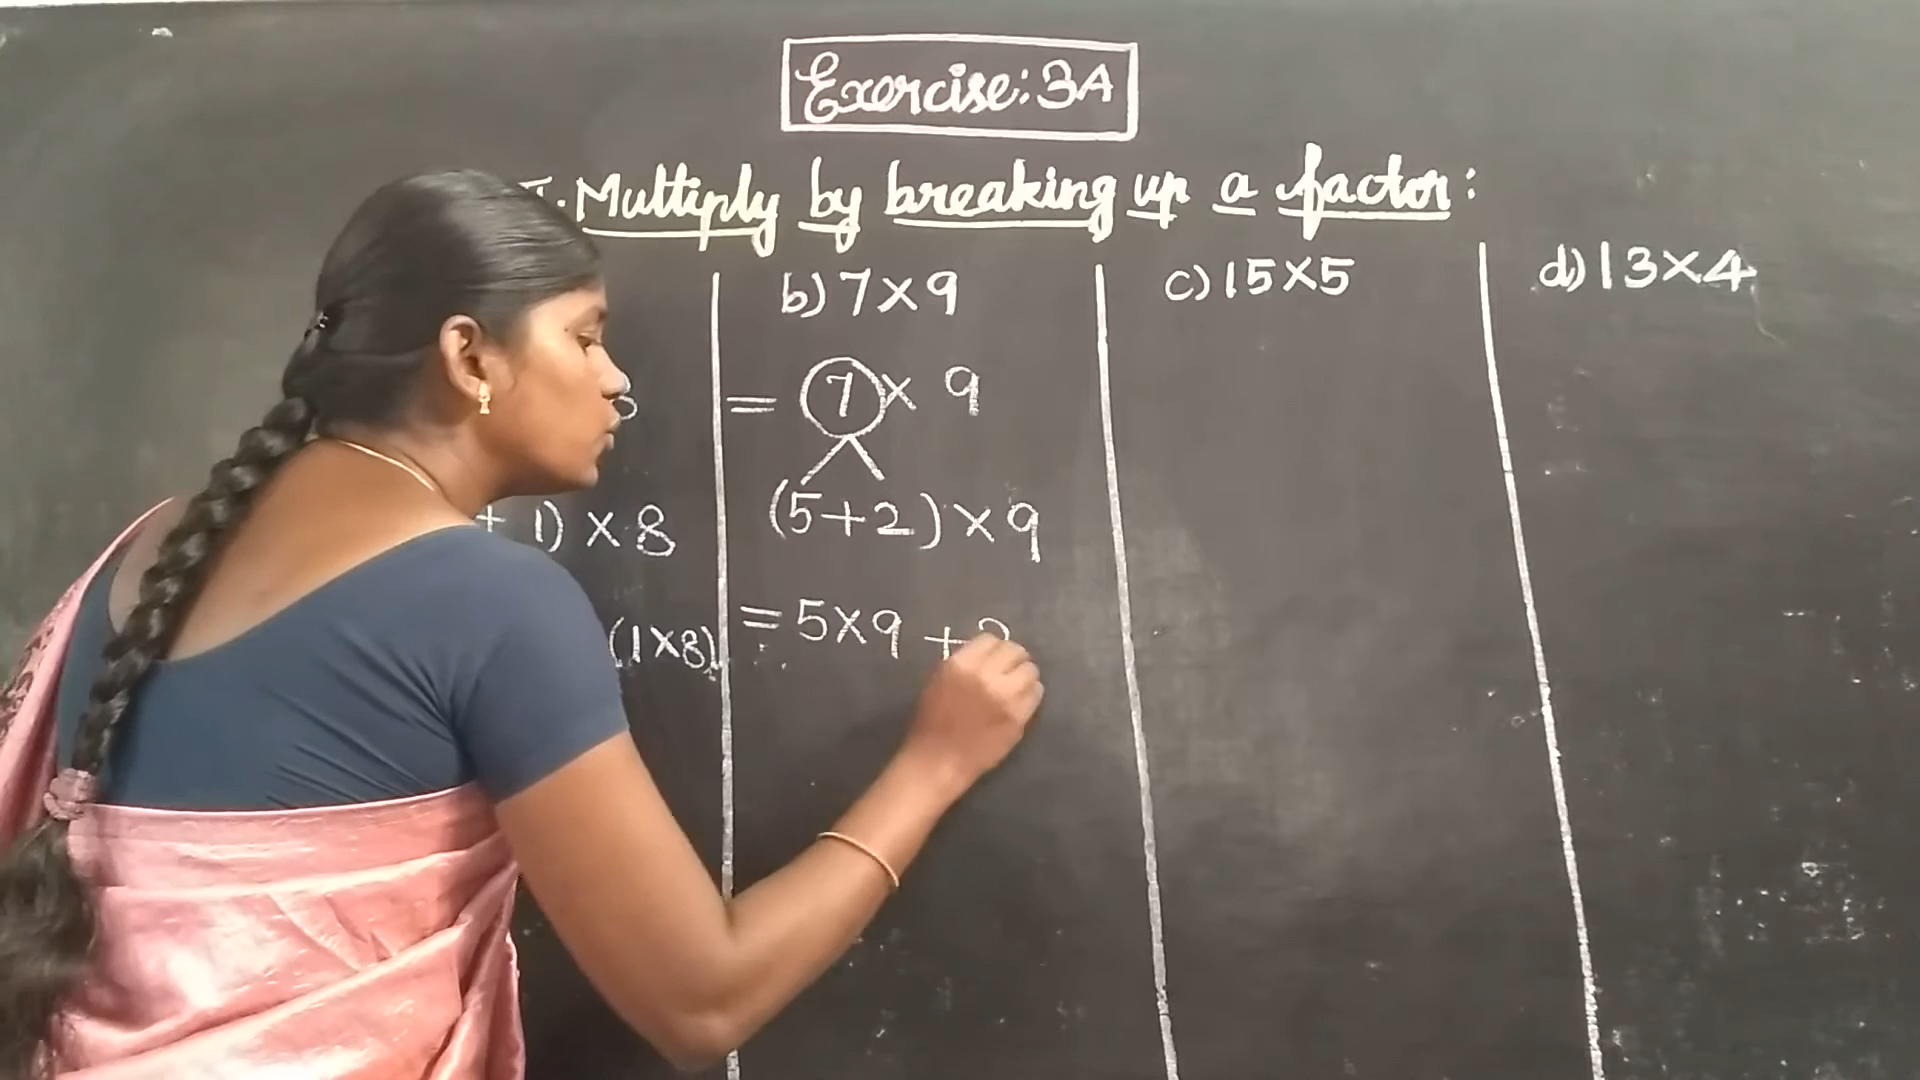 Exercise: 3A
I. Multiply by breaking up a factor:
b) 7×9
= 7 × 9
(5+2) × 9
= 5×9 + 2
+ 1) × 8
(1×8)
c) 15×5
d) 13×4